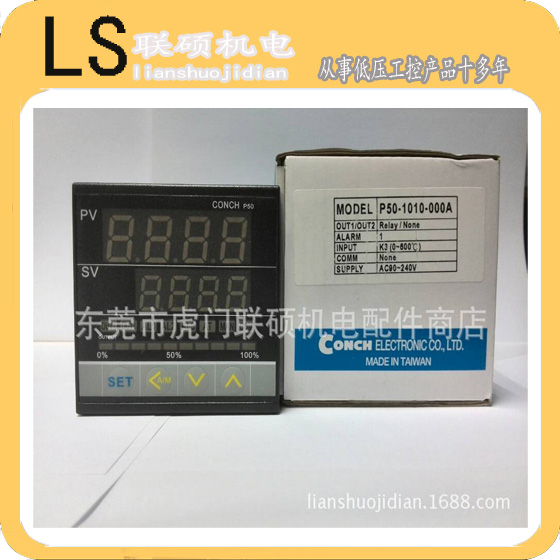 LS 联硕机电
lianshuojidian
从事低压工控产品十多年
CONCH P50
PV
SV
东莞市虎门联硕机电配件商店
0% 50% 100%
SET A/M
MODEL P50-1010-000A
OUT1/OUT2 Relay/None
ALARM 1
INPUT K3(0~600℃)
COMM None
SUPPLY AC90~240V
CONCH ELECTRONIC CO., LTD.
MADE IN TAIWAN
lianshuojidian.1688.com